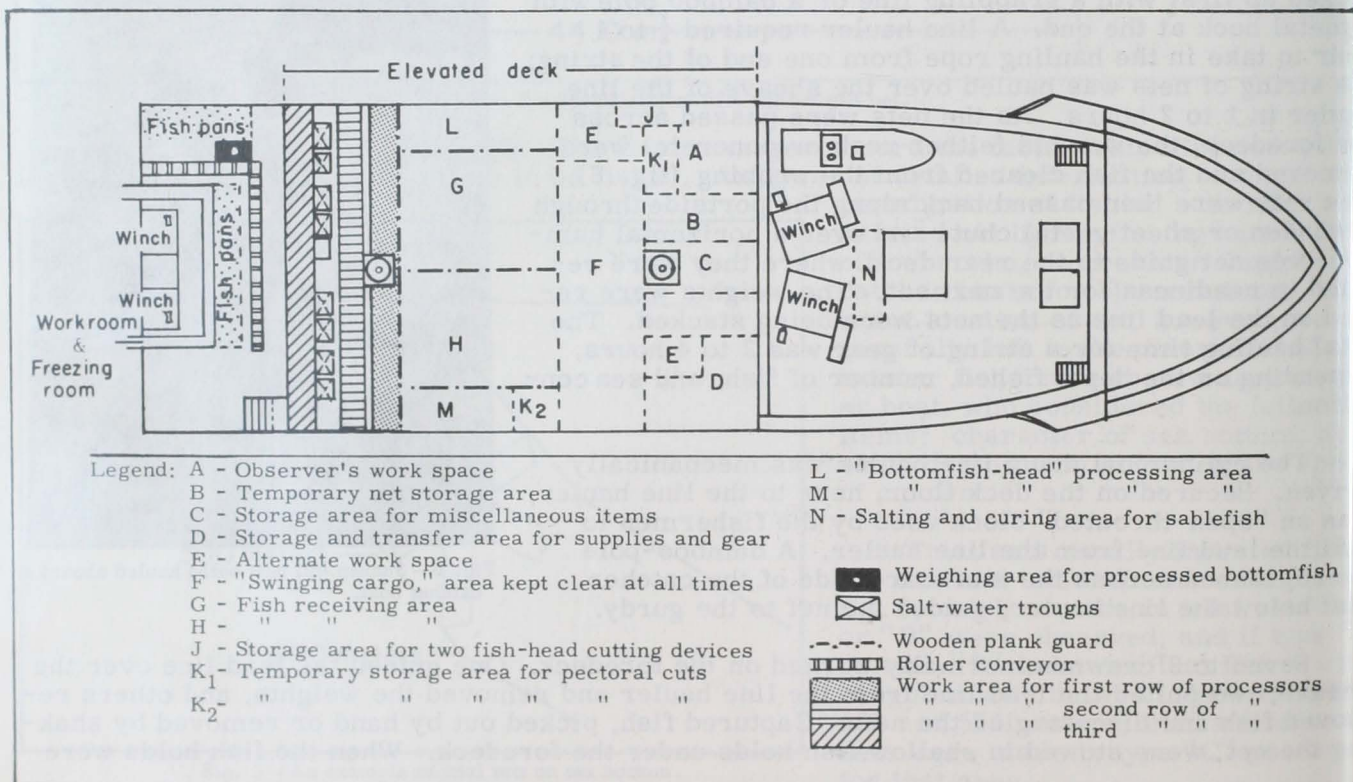 Elevated deck
Fish pans
L
E
K₁
A
G
B
Winch
Winch
Fish pans
Winch
Winch
F
C
N
Workroom
&
Freezing
room
H
E
D
M
K₂
Legend: A - Observer's work space
B - Temporary net storage area
C - Storage area for miscellaneous items
D - Storage and transfer area for supplies and gear
E - Alternate work space
F - "Swinging cargo," area kept clear at all times
G - Fish receiving area
H - " " "
J - Storage area for two fish-head cutting devices
K₁ - Temporary storage area for pectoral cuts
K₂- " " " " "
L - "Bottomfish head" cutting area
M - " " " "
N - Salting and curing area for sablefish
Weighing area for processed bottomfish
Salt-water troughs
Wooden plank guard
Roller conveyor
Work area for first row of processors
" " " second row of "
" " " third " " "